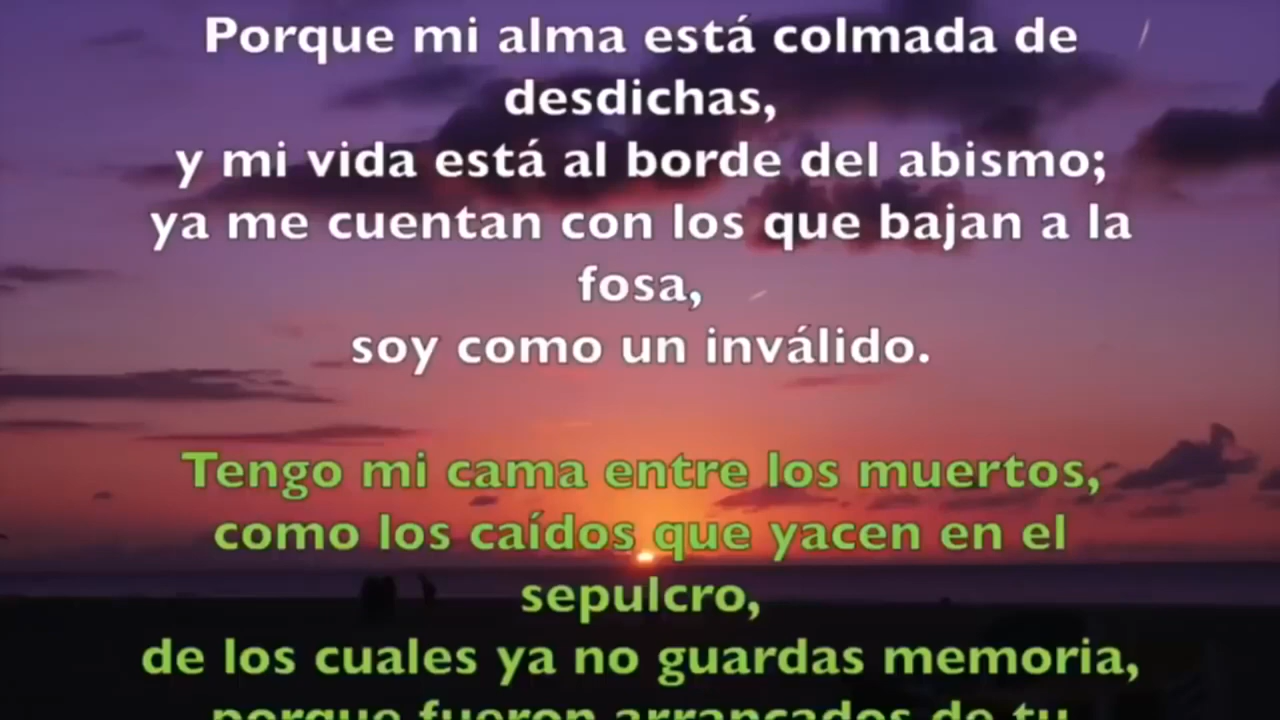 Porque mi alma está colmada de
desdichas,
y mi vida está al borde del abismo;
ya me cuentan con los que bajan a la
fosa,
soy como un inválido.
Tengo mi cama entre los muertos,
como los caídos que yacen en el
sepulcro,
de los cuales ya no guardas memoria,
porque fueron arrancados de tu